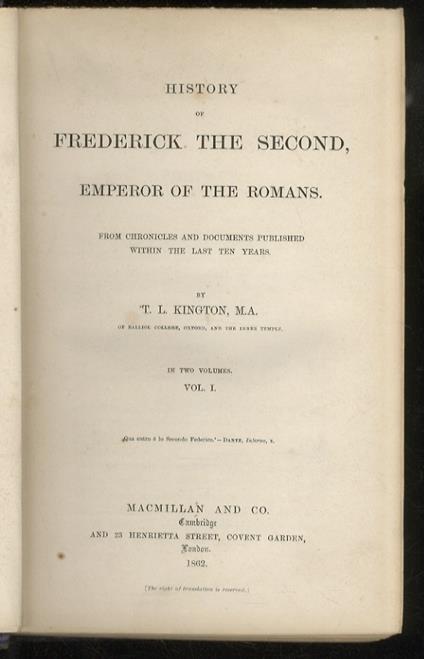 HISTORY
OF
FREDERICK THE SECOND,
EMPEROR OF THE ROMANS.
FROM CHRONICLES AND DOCUMENTS PUBLISHED
WITHIN THE LAST TEN YEARS.
BY
T. L. KINGTON, M.A.
OF BALLIOL COLLEGE, OXFORD, AND THE INNER TEMPLE.
IN TWO VOLUMES.
VOL. I.
‚Qua entro è lo Secondo Federico.’—DANTE, Inferno, x.
MACMILLAN AND CO.
Cambridge
AND 23 HENRIETTA STREET, COVENT GARDEN,
London.
1862.
[The right of translation is reserved.]